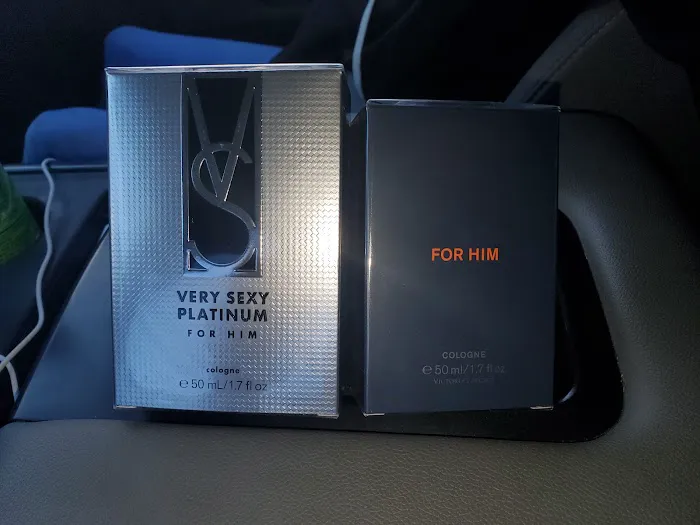 VS
VERY SEXY
PLATINUM
FOR HIM
cologne
℮ 50 mL/1.7 fl oz
FOR HIM
COLOGNE
℮ 50 ml/1.7 fl oz